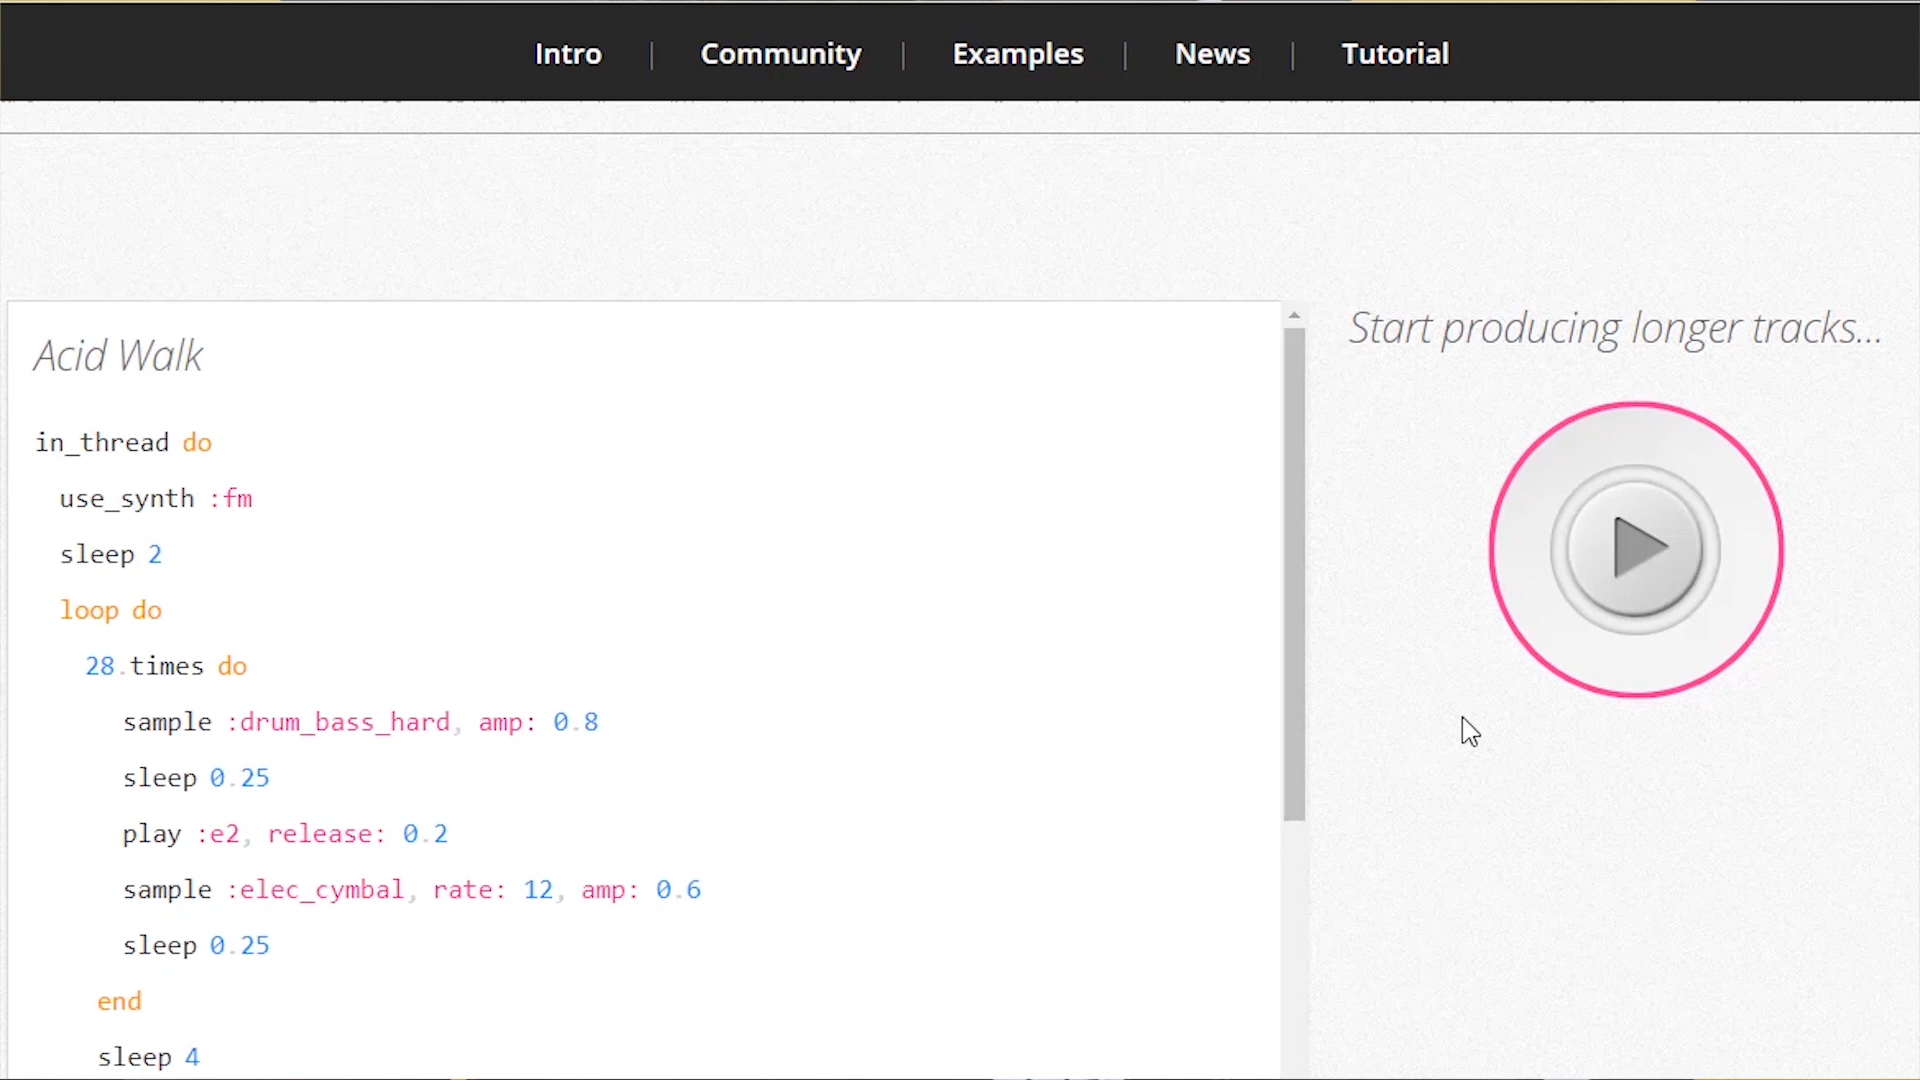 Intro | Community | Examples | News | Tutorial
Acid Walk
Start producing longer tracks...
in_thread do
use_synth :fm
sleep 2
loop do
28.times do
sample :drum_bass_hard, amp: 0.8
sleep 0.25
play :e2, release: 0.2
sample :elec_cymbal, rate: 12, amp: 0.6
sleep 0.25
end
sleep 4